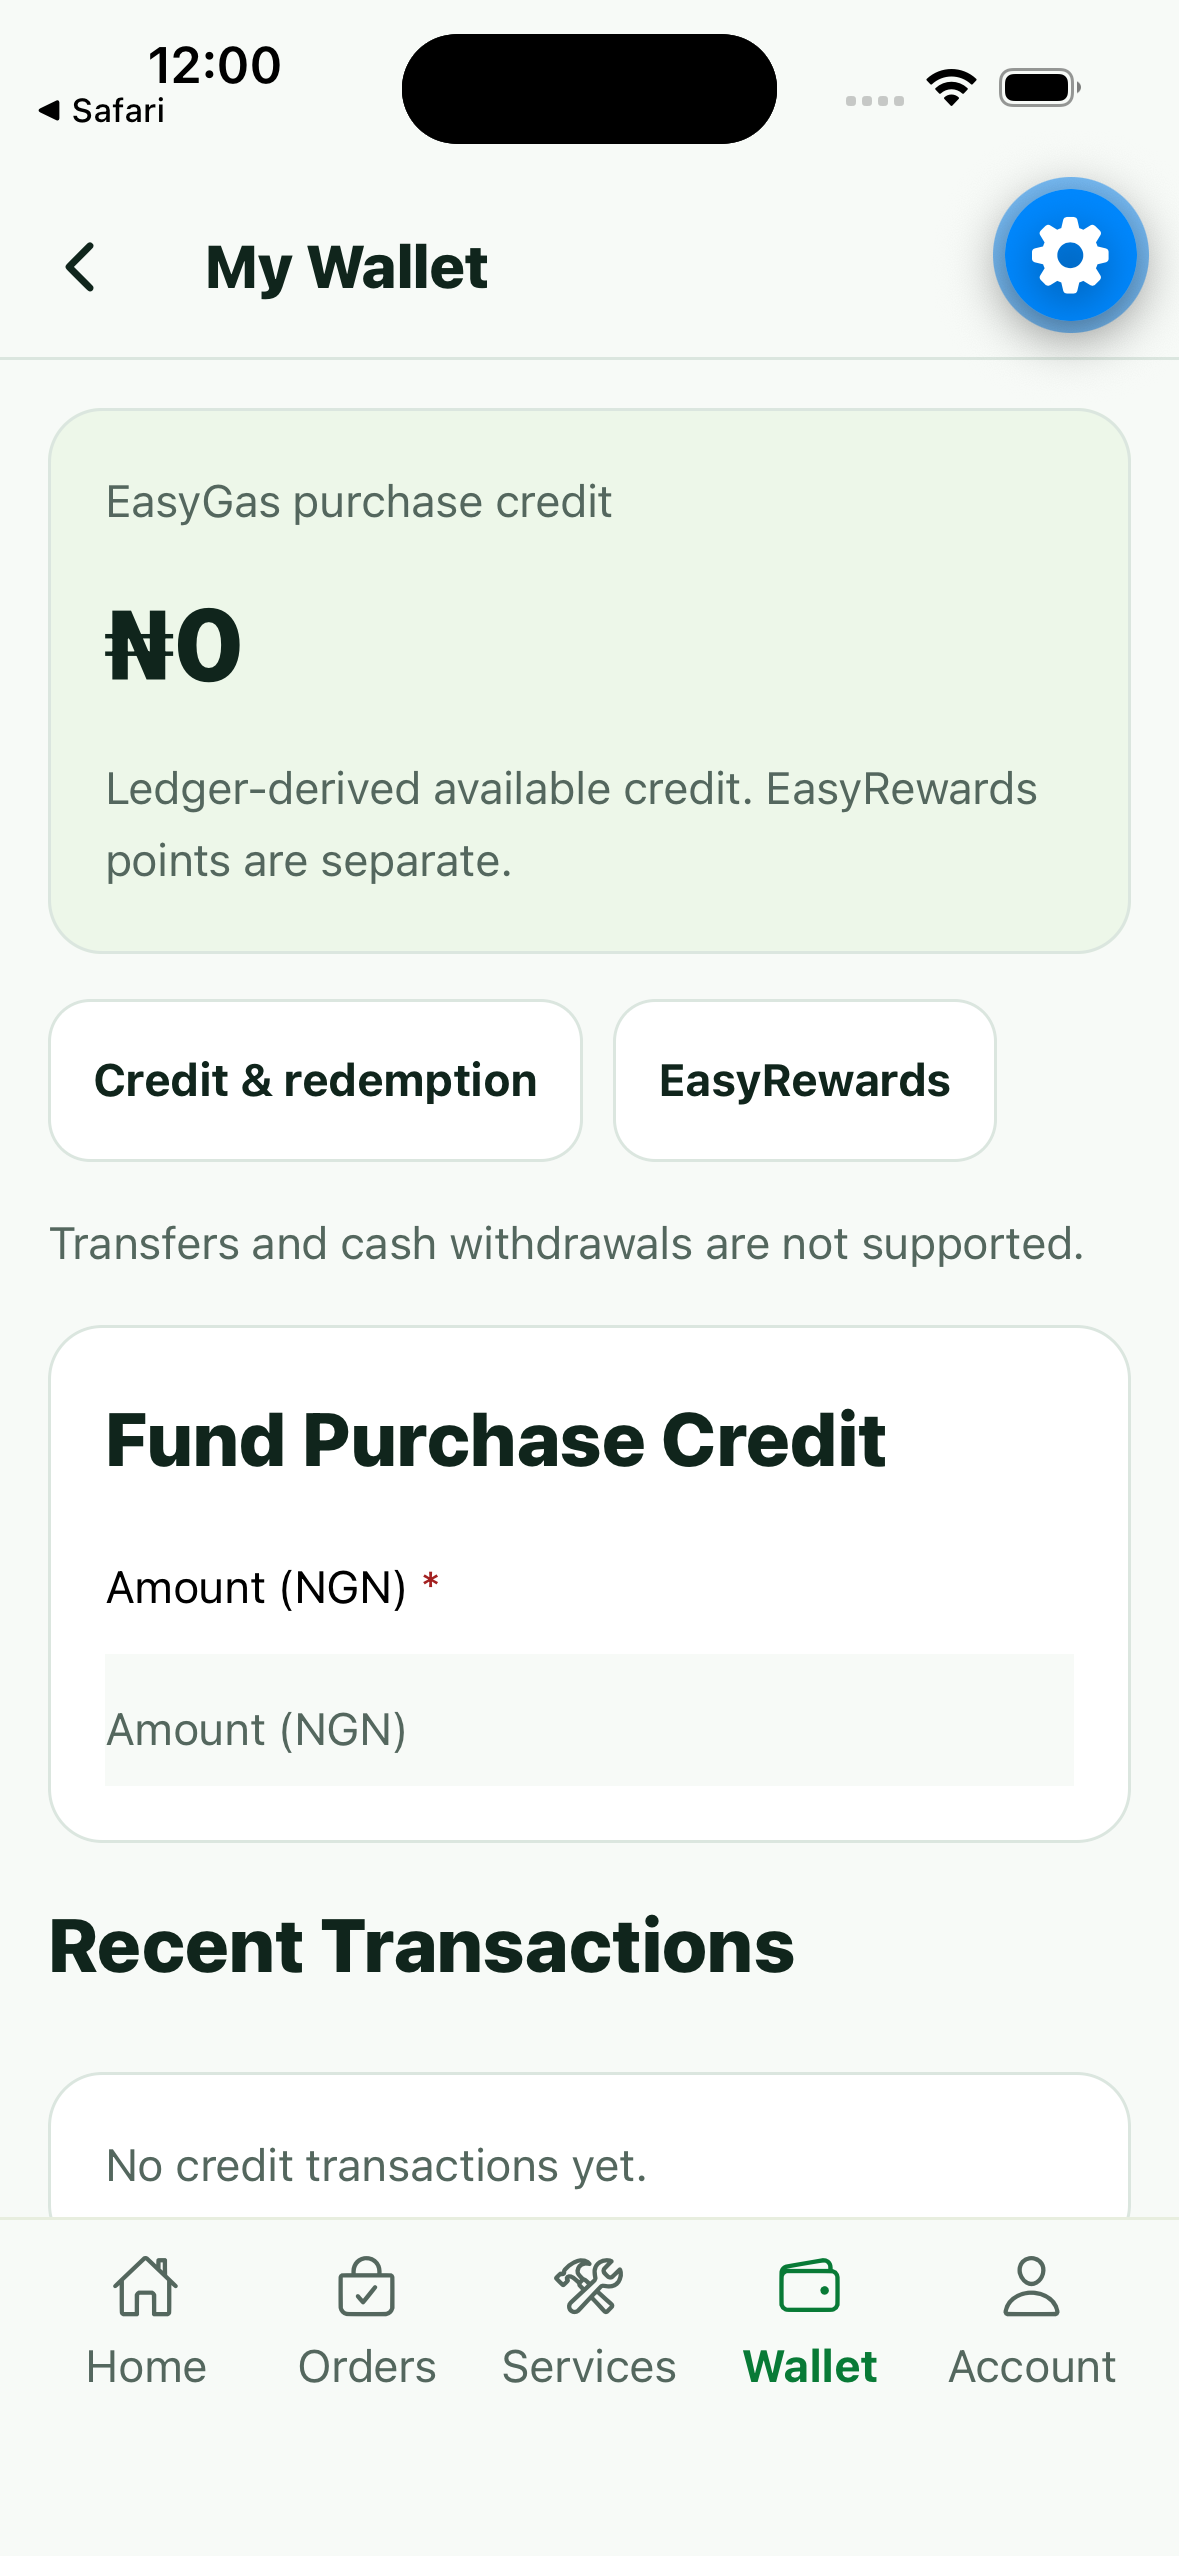 12:00
◀ Safari
My Wallet
EasyGas purchase credit
₦0
Ledger-derived available credit. EasyRewards
points are separate.
Credit & redemption
EasyRewards
Transfers and cash withdrawals are not supported.
Fund Purchase Credit
Amount (NGN) *
Amount (NGN)
Recent Transactions
No credit transactions yet.
Home
Orders
Services
Wallet
Account